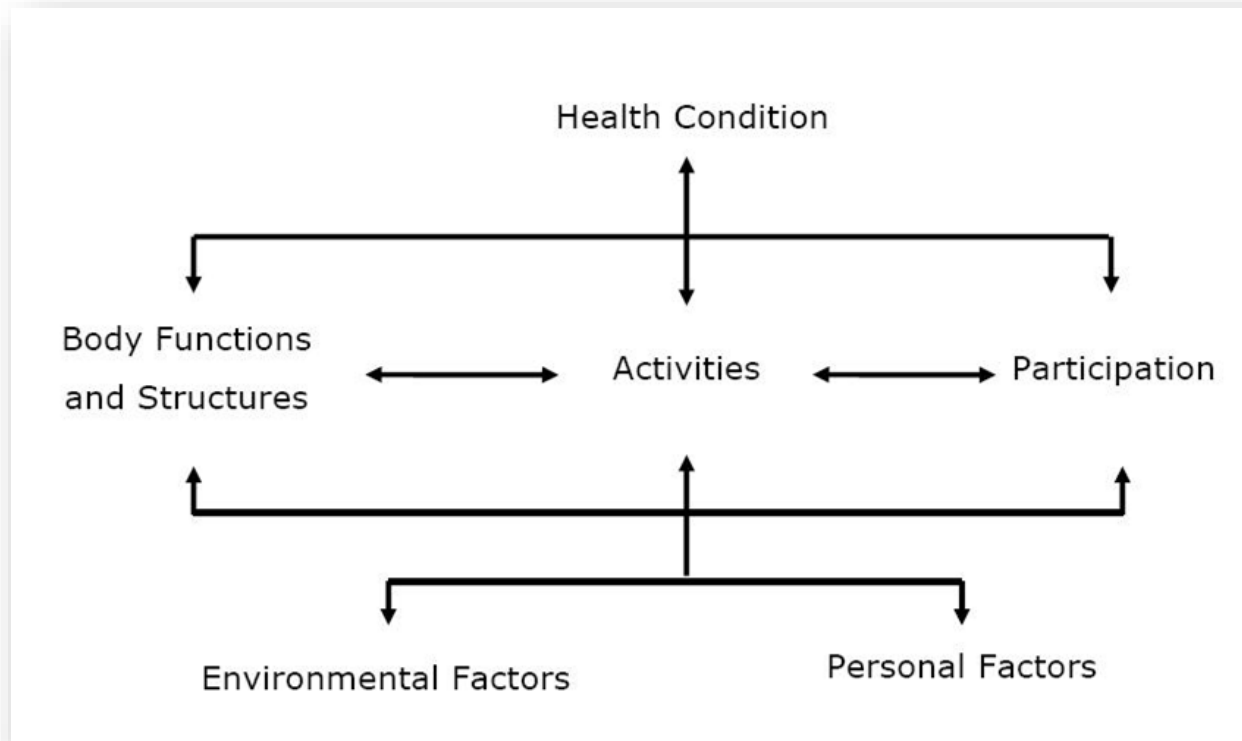 Health Condition
Body Functions
and Structures
Activities
Participation
Environmental Factors
Personal Factors